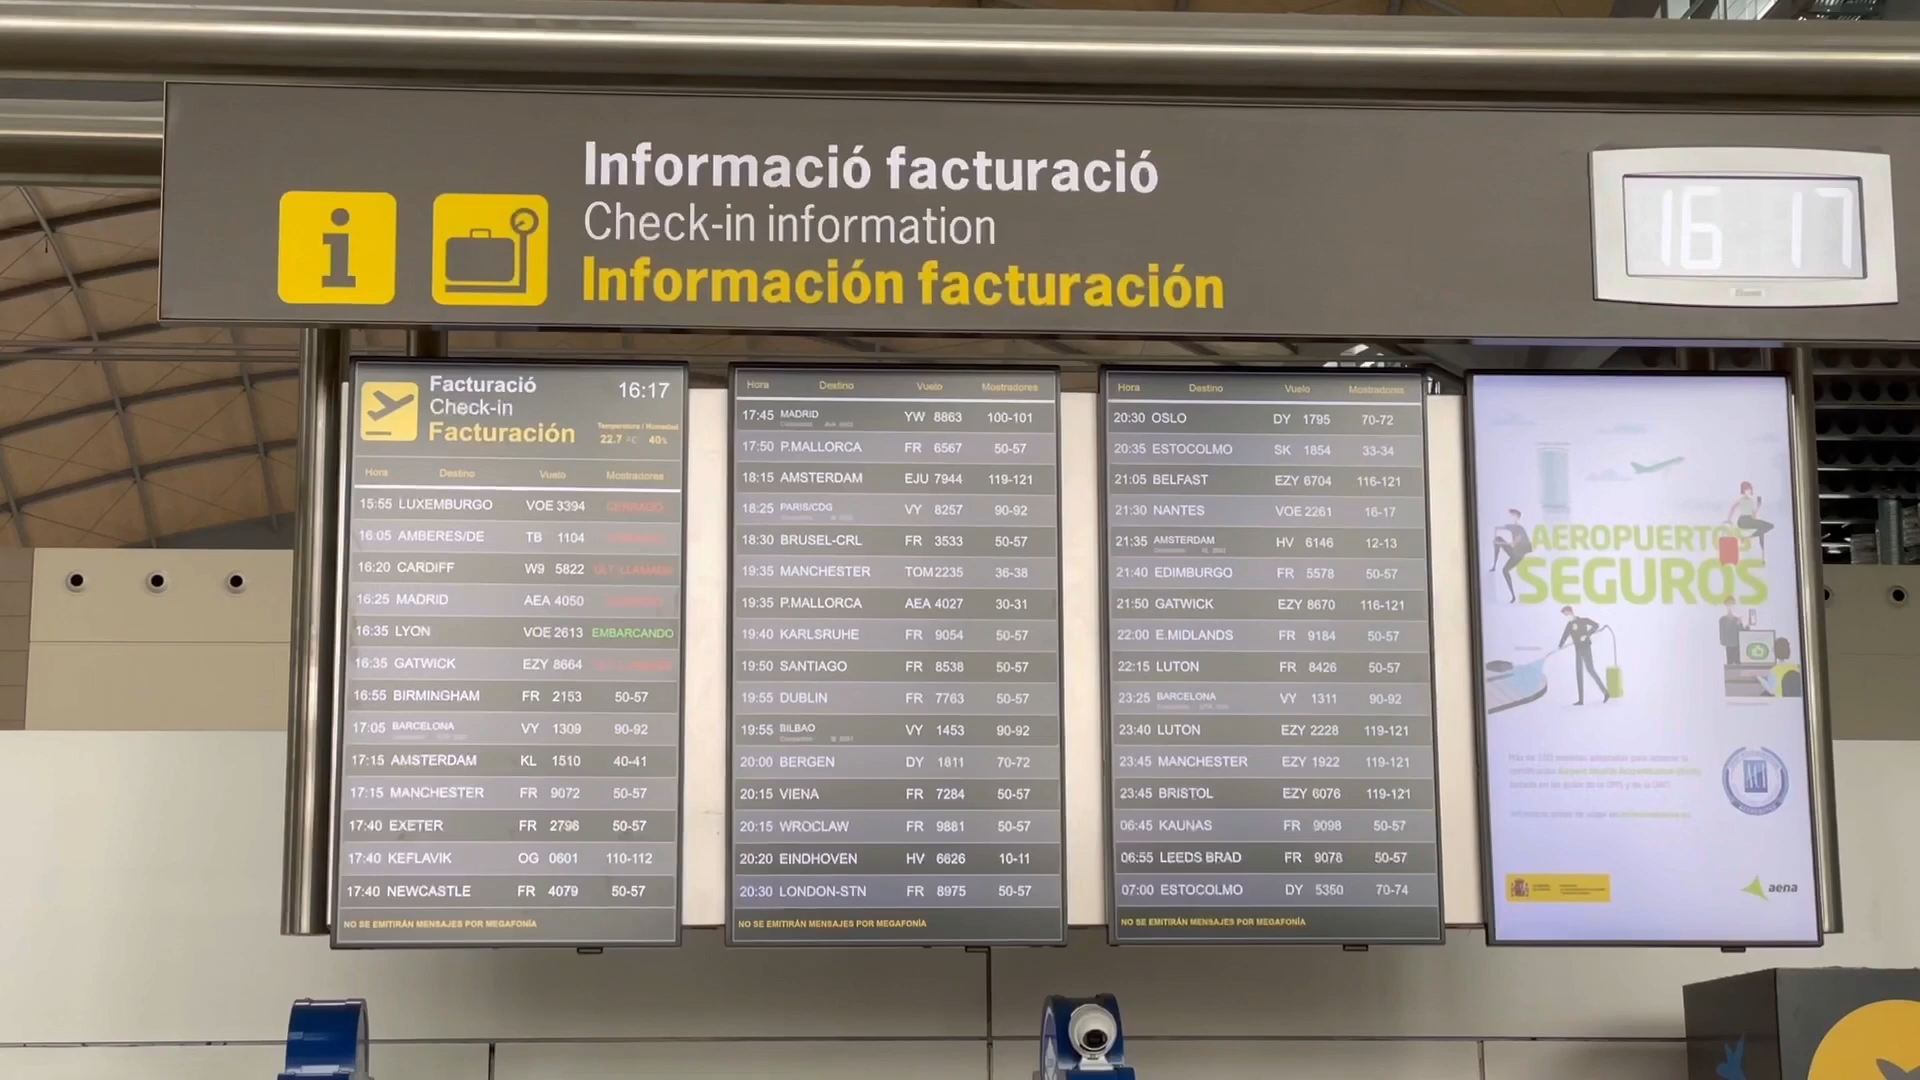 Informació facturació
Check-in information
Información facturación
16 17
Facturació
Check-in
Facturación
16:17
Temperatura / Humedad
22.7 ºC 40%
Hora Destino Vuelo Mostradores
15:55 LUXEMBURGO VOE 3394 CERRADO
16:05 AMBERES/DE TB 1104
16:20 CARDIFF W9 5822 ULT. LLAMADA
16:25 MADRID AEA 4050
16:35 LYON VOE 2613 EMBARCANDO
16:35 GATWICK EZY 8664 ULT. LLAMADA
16:55 BIRMINGHAM FR 2153 50-57
17:05 BARCELONA VY 1309 90-92
17:15 AMSTERDAM KL 1510 40-41
17:15 MANCHESTER FR 9072 50-57
17:40 EXETER FR 2796 50-57
17:40 KEFLAVIK OG 0601 110-112
17:40 NEWCASTLE FR 4079 50-57
NO SE EMITIRÁN MENSAJES POR MEGAFONÍA
Hora Destino Vuelo Mostradores
17:45 MADRID YW 8863 100-101
17:50 P.MALLORCA FR 6567 50-57
18:15 AMSTERDAM EJU 7944 119-121
18:25 PARIS/CDG VY 8257 90-92
18:30 BRUSEL-CRL FR 3533 50-57
19:35 MANCHESTER TOM 2235 36-38
19:35 P.MALLORCA AEA 4027 30-31
19:40 KARLSRUHE FR 9054 50-57
19:50 SANTIAGO FR 8538 50-57
19:55 DUBLIN FR 7763 50-57
19:55 BILBAO VY 1453 90-92
20:00 BERGEN DY 1811 70-72
20:15 VIENA FR 7284 50-57
20:15 WROCLAW FR 9881 50-57
20:20 EINDHOVEN HV 6626 10-11
20:30 LONDON-STN FR 8975 50-57
NO SE EMITIRÁN MENSAJES POR MEGAFONÍA
Hora Destino Vuelo Mostradores
20:30 OSLO DY 1795 70-72
20:35 ESTOCOLMO SK 1854 33-34
21:05 BELFAST EZY 6704 116-121
21:30 NANTES VOE 2261 16-17
21:35 AMSTERDAM HV 6146 12-13
21:40 EDIMBURGO FR 5578 50-57
21:50 GATWICK EZY 8670 116-121
22:00 E.MIDLANDS FR 9184 50-57
22:15 LUTON FR 8426 50-57
23:25 BARCELONA VY 1311 90-92
23:40 LUTON EZY 2228 119-121
23:45 MANCHESTER EZY 1922 119-121
23:45 BRISTOL EZY 6076 119-121
06:45 KAUNAS FR 9098 50-57
06:55 LEEDS BRAD FR 9078 50-57
07:00 ESTOCOLMO DY 5350 70-74
NO SE EMITIRÁN MENSAJES POR MEGAFONÍA
AEROPUERTOS
SEGUROS
ACI
aena